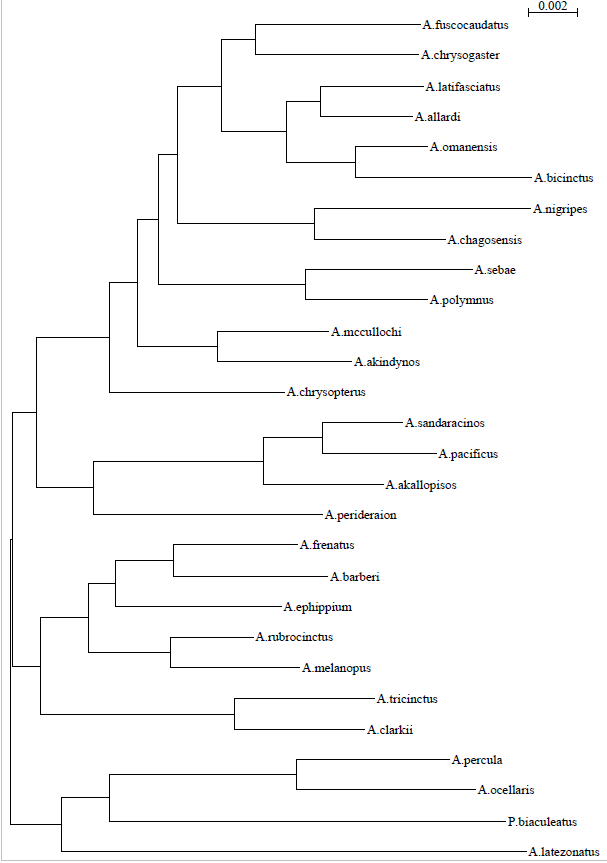 0.002
A.fuscocaudatus
A.chrysogaster
A.latifasciatus
A.allardi
A.omanensis
A.bicinctus
A.nigripes
A.chagosensis
A.sebae
A.polymnus
A.mccullochi
A.akindynos
A.chrysopterus
A.sandaracinos
A.pacificus
A.akallopisos
A.perideraion
A.frenatus
A.barberi
A.ephippium
A.rubrocinctus
A.melanopus
A.tricinctus
A.clarkii
A.percula
A.ocellaris
P.biaculeatus
A.latezonatus